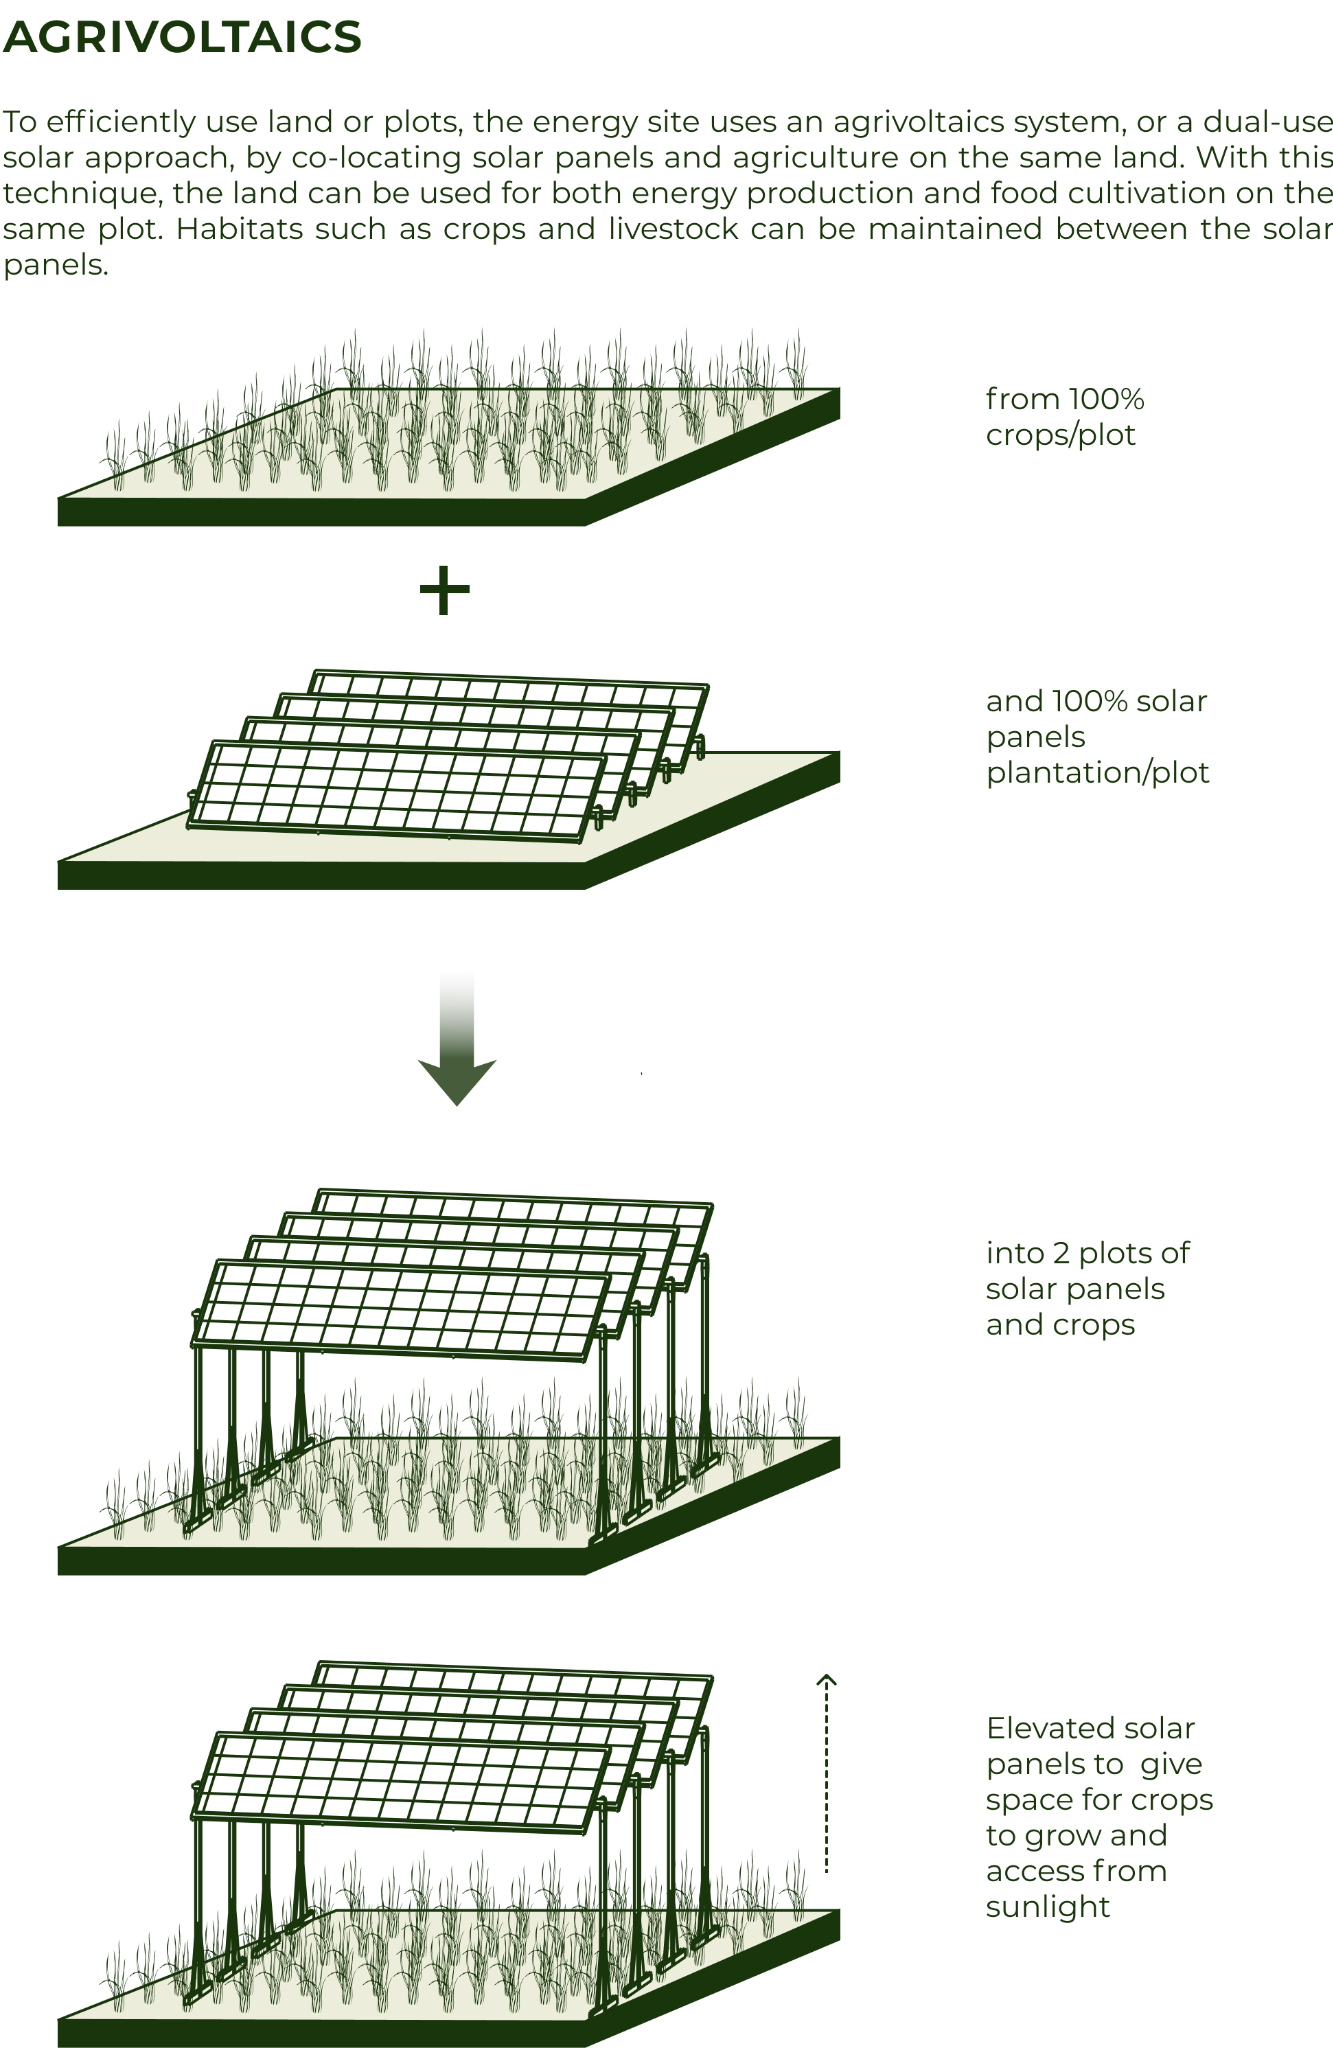 AGRIVOLTAICS
To efficiently use land or plots, the energy site uses an agrivoltaics system, or a dual-use
solar approach, by co-locating solar panels and agriculture on the same land. With this
technique, the land can be used for both energy production and food cultivation on the
same plot. Habitats such as crops and livestock can be maintained between the solar
panels.
from 100%
crops/plot
and 100% solar
panels
plantation/plot
into 2 plots of
solar panels
and crops
Elevated solar
panels to  give
space for crops
to grow and
access from
sunlight